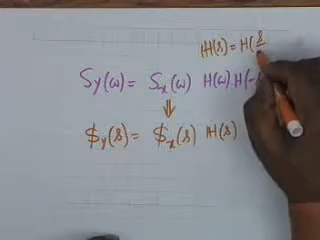 ℍ(s) = H(s
Sy(ω) = Sx(ω) H(ω) H(-
⇓
$y(s) = $x(s) ℍ(s)